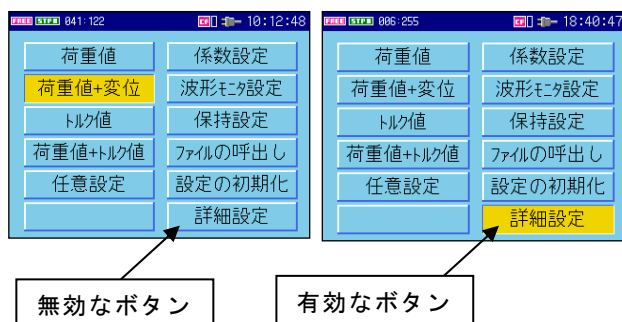 FREE STFB 041:122 CF 10:12:48
荷重値 係数設定
荷重値+変位 波形モニタ設定
トルク値 保持設定
荷重値+トルク値 ファイルの呼出し
任意設定 設定の初期化
詳細設定
無効なボタン
FREE STFB 006:255 CF 18:40:47
荷重値 係数設定
荷重値+変位 波形モニタ設定
トルク値 保持設定
荷重値+トルク値 ファイルの呼出し
任意設定 設定の初期化
詳細設定
有効なボタン